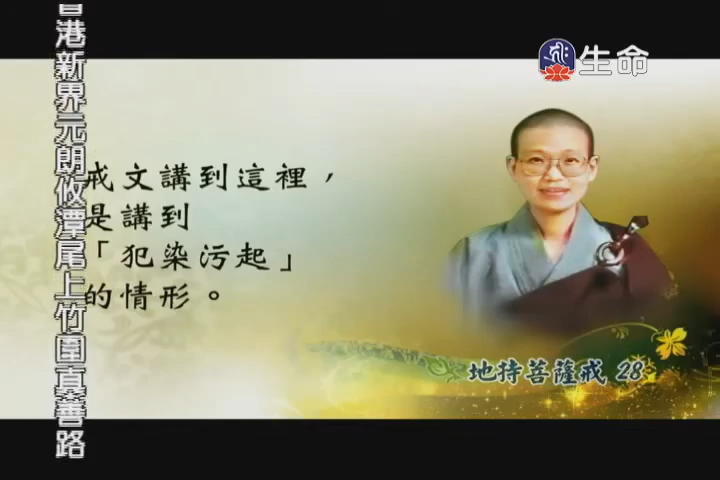 生命
戒文講到這裡，
是講到
「犯染污起」
的情形。
地持菩薩戒 28
香港新界元朗攸潭尾上竹圍真善路